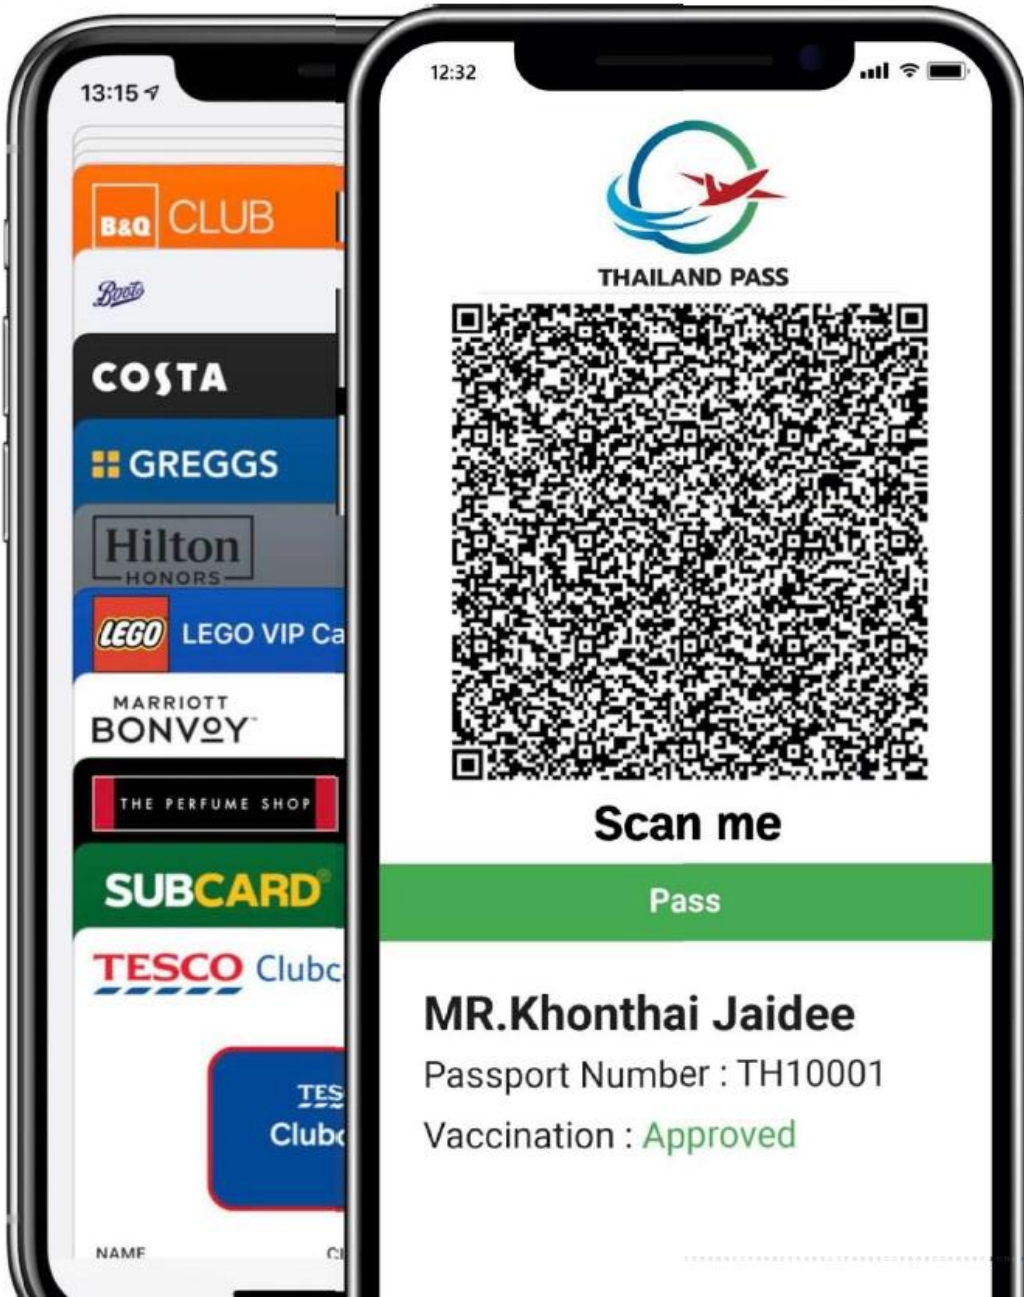 13:15
B&Q CLUB
Boots
COSTA
GREGGS
Hilton
HONORS
LEGO LEGO VIP Ca
MARRIOTT
BONVOY™
THE PERFUME SHOP
SUBCARD®
TESCO Clubc
TES
Clubc
NAME
12:32
THAILAND PASS
Scan me
Pass
MR.Khonthai Jaidee
Passport Number : TH10001
Vaccination : Approved